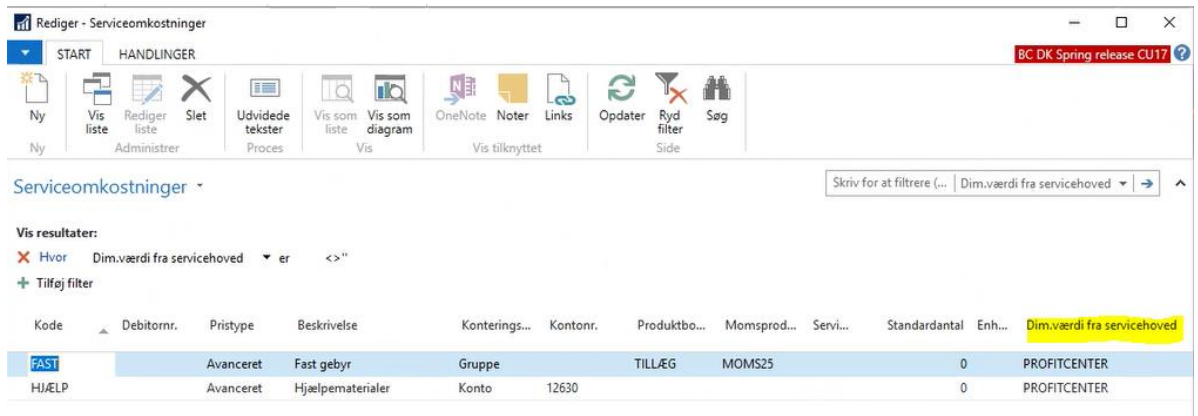 Rediger - Serviceomkostninger
START HANDLINGER
BC DK Spring release CU17
Ny
Vis liste
Rediger liste
Slet
Udvidede tekster
Vis som liste
Vis som diagram
OneNote
Noter
Links
Opdater
Ryd filter
Søg
Ny Administrer Proces Vis Vis tilknyttet Side
Serviceomkostninger
Skriv for at filtrere (... Dim.værdi fra servicehoved
Vis resultater:
Hvor Dim.værdi fra servicehoved er <>''
Tilføj filter
Kode Debitornr. Pristype Beskrivelse Konterings... Kontonr. Produktbo... Momsprod... Servi... Standardantal Enh... Dim.værdi fra servicehoved
FAST Avanceret Fast gebyr Gruppe TILLÆG MOMS25 0 PROFITCENTER
HJÆLP Avanceret Hjælpematerialer Konto 12630 0 PROFITCENTER